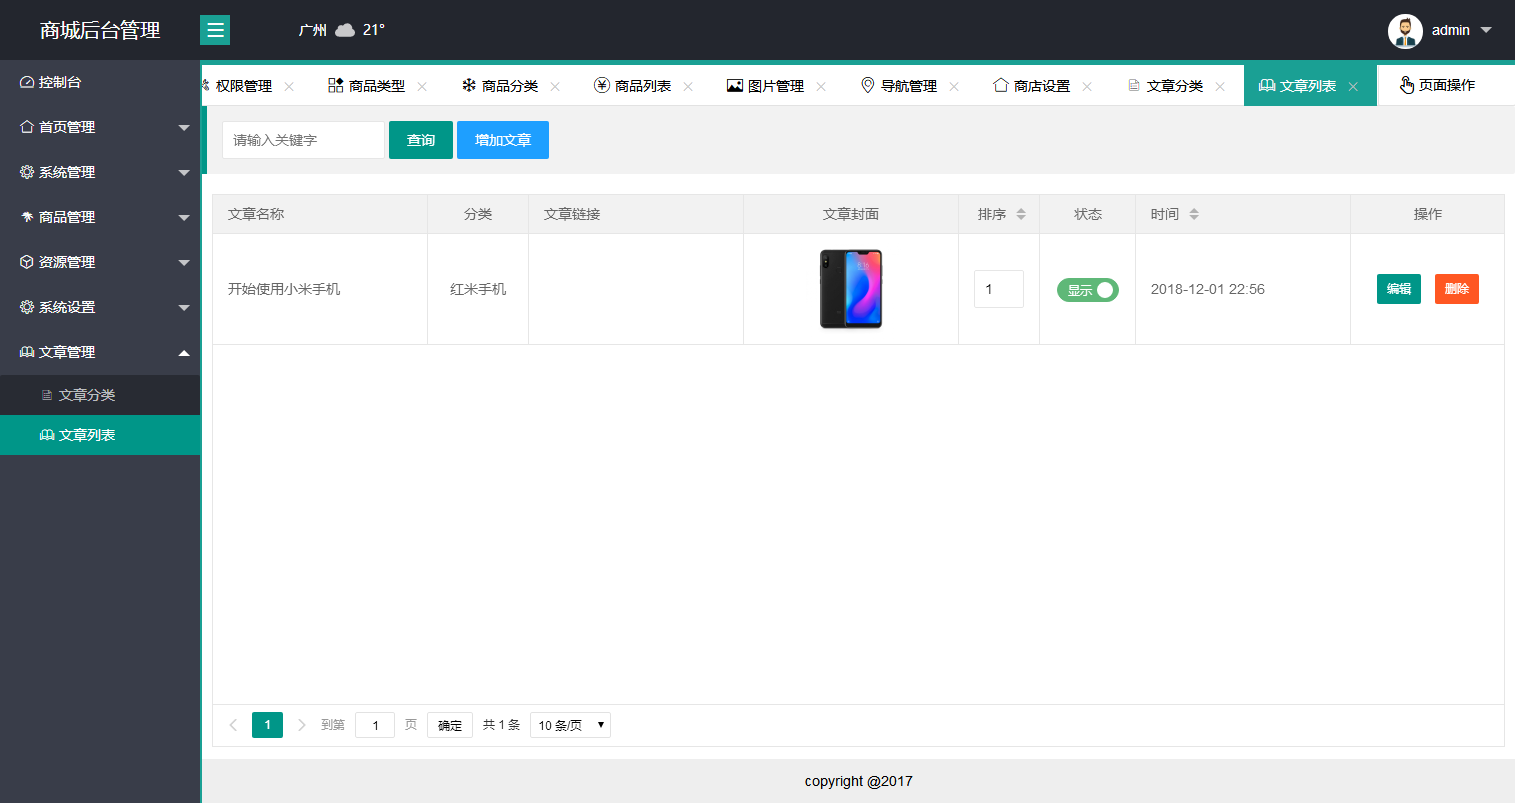 商城后台管理
广州 21°
admin
控制台
首页管理
系统管理
商品管理
资源管理
系统设置
文章管理
文章分类
文章列表
权限管理 商品类型 商品分类 商品列表 图片管理 导航管理 商店设置 文章分类 文章列表 页面操作
请输入关键字 查询 增加文章
文章名称 分类 文章链接 文章封面 排序 状态 时间 操作
开始使用小米手机 红米手机 1 显示 2018-12-01 22:56 编辑 删除
1 到第 1 页 确定 共 1 条 10 条/页
copyright @2017